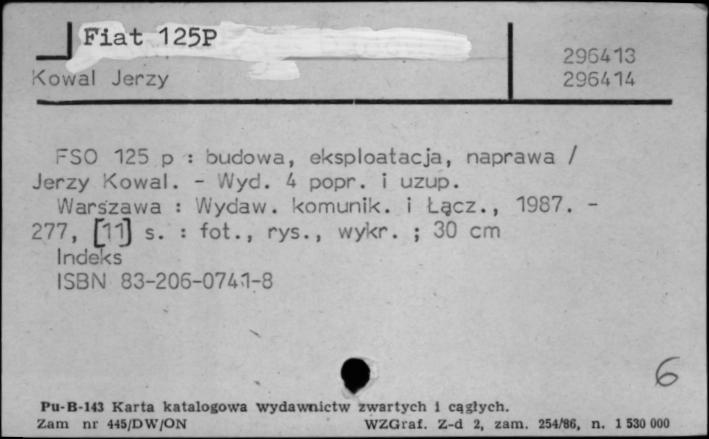 Fiat 125P
296413
Kowal Jerzy
296414
FSO 125 p : budowa, eksploatacja, naprawa /
Jerzy Kowal. - Wyd. 4 popr. i uzup.
Warszawa : Wydaw. komunik. i Łącz., 1987. -
277, [11] s. : fot., rys., wykr. ; 30 cm
Indeks
ISBN 83-206-0741-8
6
Pu-B-143 Karta katalogowa wydawnictw zwartych i cągłych.
Zam nr 445/DW/ON WZGraf. Z-d 2, zam. 254/86, n. 1 530 000